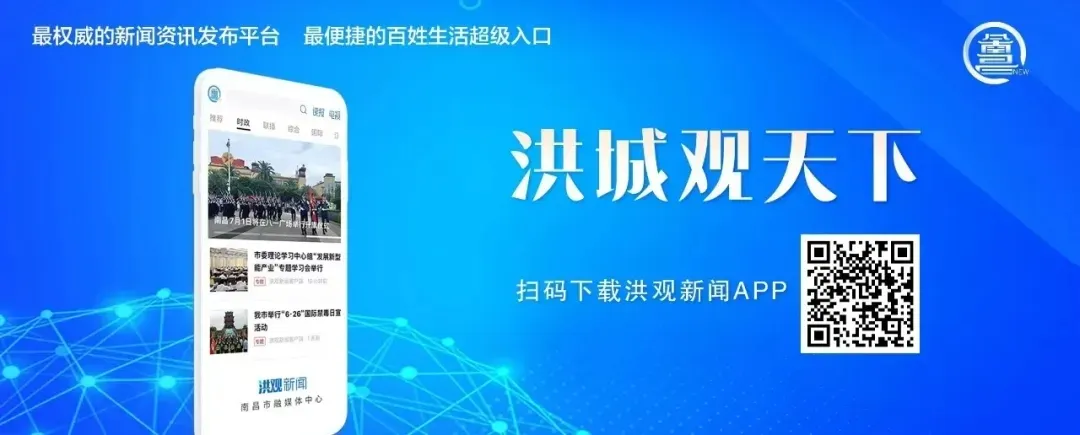 最权威的新闻资讯发布平台 最便捷的百姓生活超级入口
NEW
推荐 时政 联播 综合 国际
南昌7月1日将在八一广场举行升旗仪式
市委理论学习中心组“发展新型
能产业”专题学习会举行
专题
我市举行“6·26”国际禁毒日宣
活动
专题
洪观新闻
南昌市融媒体中心
洪城观天下
扫码下载洪观新闻APP